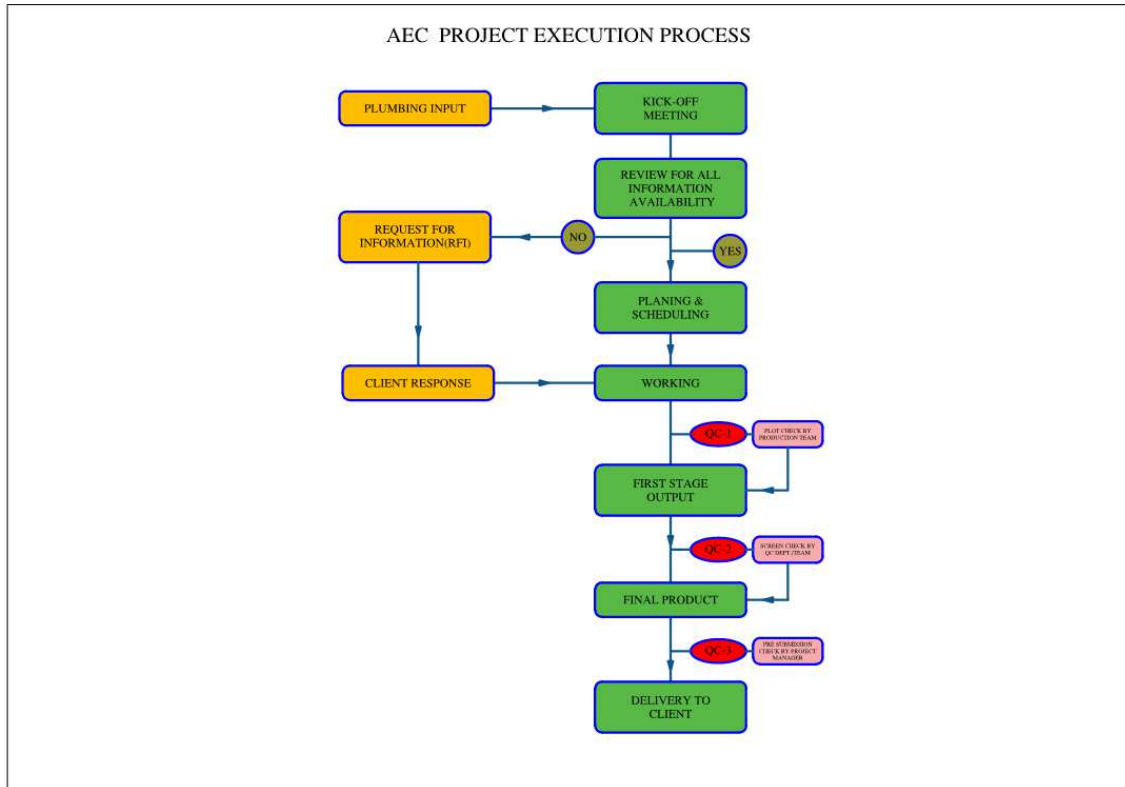 AEC PROJECT EXECUTION PROCESS
PLUMBING INPUT
KICK-OFF
MEETING
REVIEW FOR ALL
INFORMATION
AVAILABILITY
REQUEST FOR
INFORMATION(RFI)
NO
YES
PLANING &
SCHEDULING
CLIENT RESPONSE
WORKING
QC-1
PLOT CHECK BY
PRODUCTION TEAM
FIRST STAGE
OUTPUT
QC-2
SCREEN CHECK BY
QC DEPT./TEAM
FINAL PRODUCT
QC-3
PRE SUBMISSION
CHECK BY PROJECT
MANAGER
DELIVERY TO
CLIENT